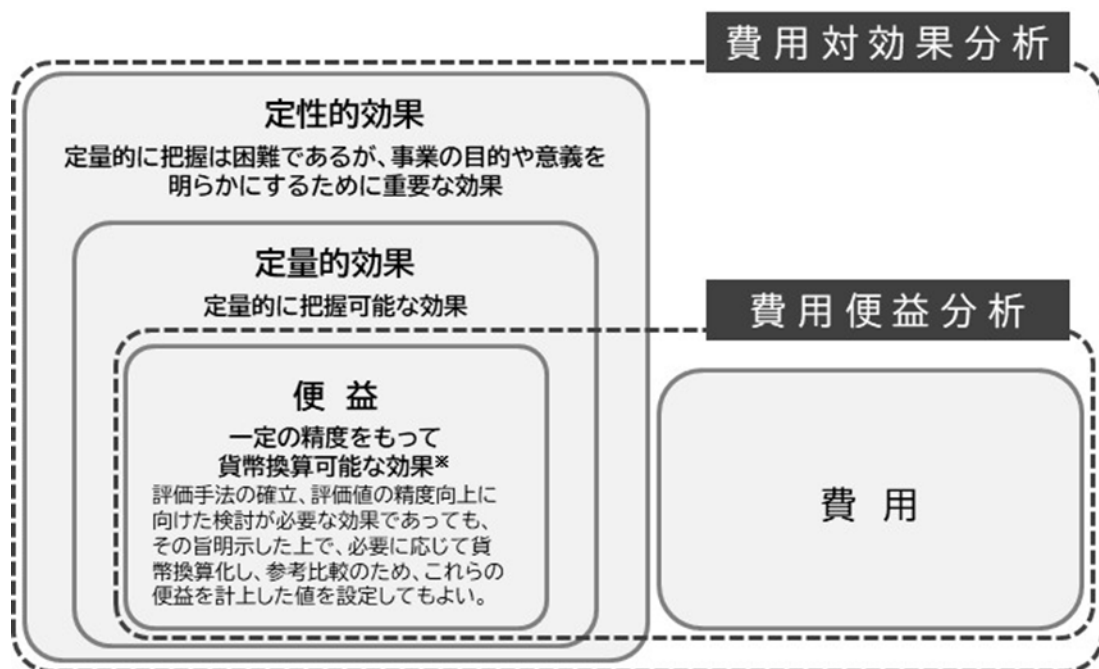 費用対効果分析
定性的効果
定量的に把握は困難であるが、事業の目的や意義を
明らかにするために重要な効果
定量的効果
定量的に把握可能な効果
費用便益分析
便 益
一定の精度をもって
貨幣換算可能な効果※
評価手法の確立、評価値の精度向上に
向けた検討が必要な効果であっても、
その旨明示した上で、必要に応じて貨
幣換算化し、参考比較のため、これらの
便益を計上した値を設定してもよい。
費 用